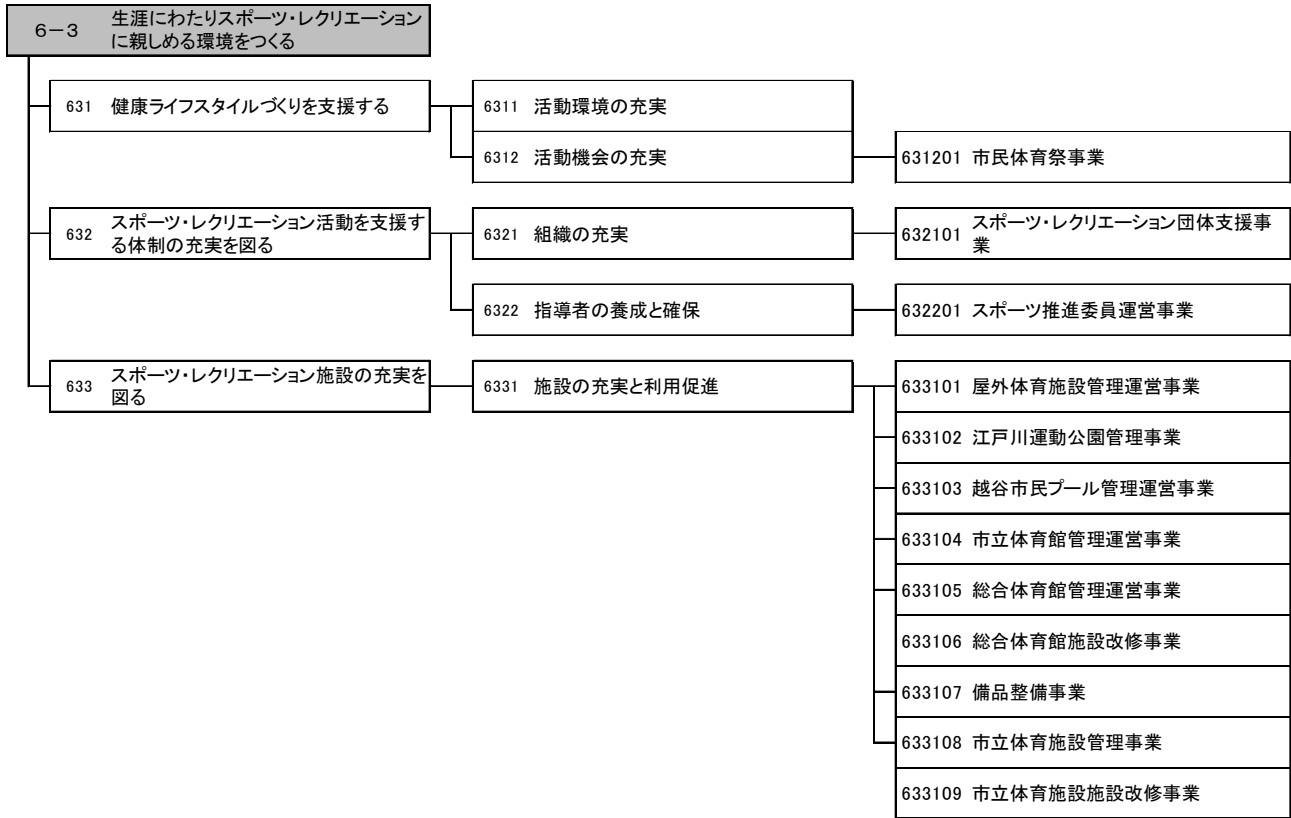 6－3 生涯にわたりスポーツ・レクリエーション
に親しめる環境をつくる
631 健康ライフスタイルづくりを支援する
6311 活動環境の充実
6312 活動機会の充実
631201 市民体育祭事業
632 スポーツ・レクリエーション活動を支援す
る体制の充実を図る
6321 組織の充実
632101 スポーツ・レクリエーション団体支援事
業
6322 指導者の養成と確保
632201 スポーツ推進委員運営事業
633 スポーツ・レクリエーション施設の充実を
図る
6331 施設の充実と利用促進
633101 屋外体育施設管理運営事業
633102 江戸川運動公園管理事業
633103 越谷市民プール管理運営事業
633104 市立体育館管理運営事業
633105 総合体育館管理運営事業
633106 総合体育館施設改修事業
633107 備品整備事業
633108 市立体育施設管理事業
633109 市立体育施設施設改修事業